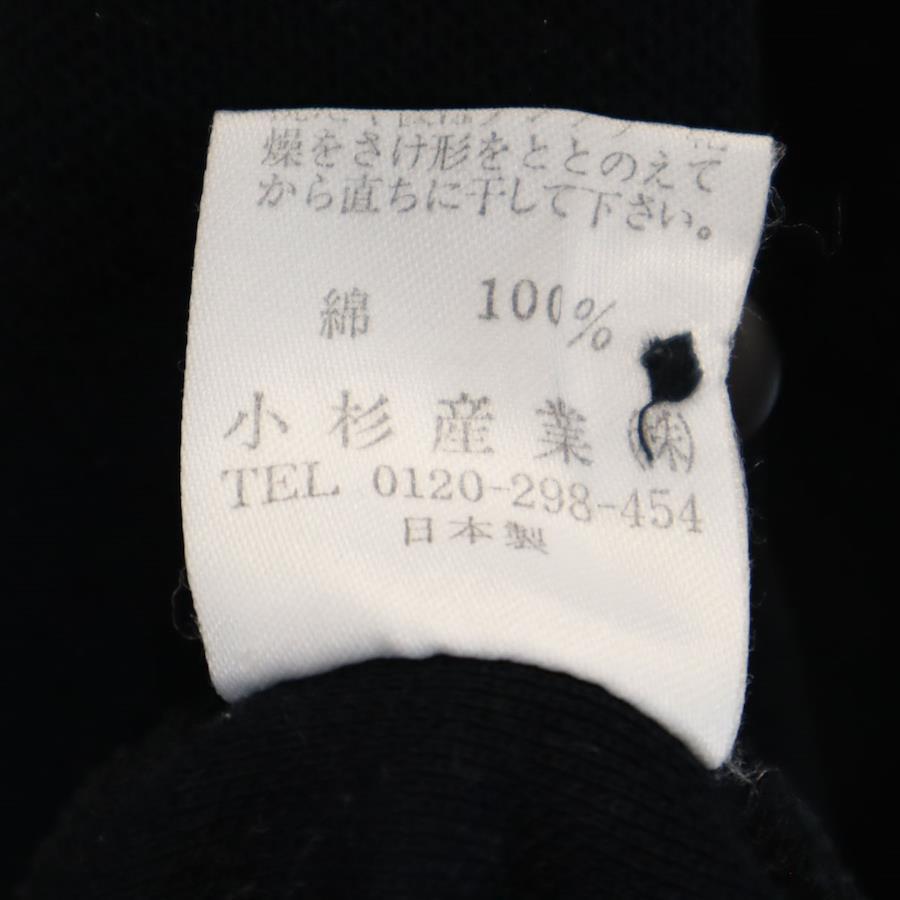 燥をさけ形をととのえて
から直ちに干して下さい。
綿 100%
小杉産業㈱
TEL 0120-298-454
日本製